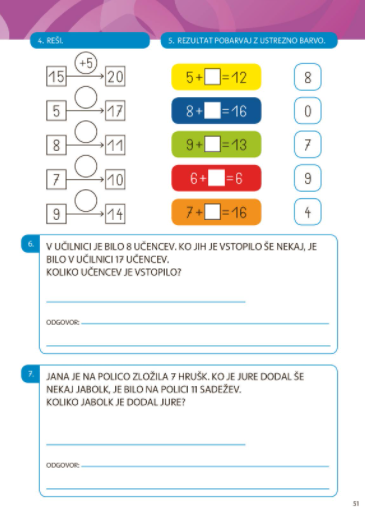 4. REŠI.
+5
15 20
5 17
8 11
7 10
9 14
5. REZULTAT POBARVAJ Z USTREZNO BARVO.
5 + = 12 8
8 + = 16 0
9 + = 13 7
6 + = 6 9
7 + = 16 4
6. V UČILNICI JE BILO 8 UČENCEV. KO JIH JE VSTOPILO ŠE NEKAJ, JE
BILO V UČILNICI 17 UČENCEV.
KOLIKO UČENCEV JE VSTOPILO?
ODGOVOR:
7. JANA JE NA POLICO ZLOŽILA 7 HRUŠK. KO JE JURE DODAL ŠE
NEKAJ JABOLK, JE BILO NA POLICI 11 SADEŽEV.
KOLIKO JABOLK JE DODAL JURE?
ODGOVOR:
51